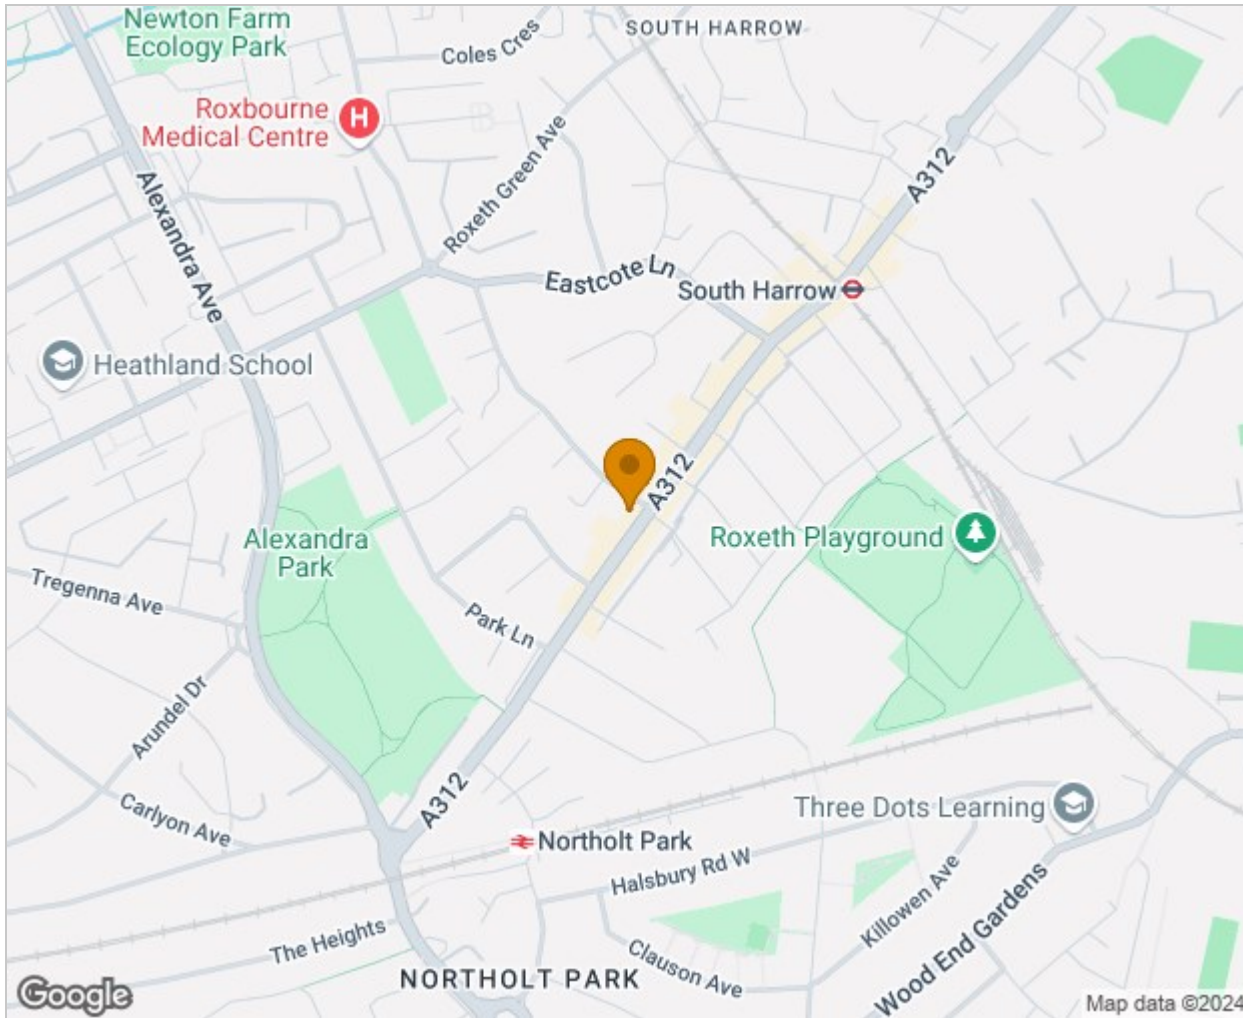 Newton Farm
Ecology Park
Coles Cres
SOUTH HARROW
Roxbourne
Medical Centre
H
Roxeth Green Ave
A312
Alexandra Ave
Eastcote Ln
South Harrow
Heathland School
A312
Alexandra
Park
Roxeth Playground
Tregenna Ave
Park Ln
Arundel Dr
Carlyon Ave
A312
Three Dots Learning
Northolt Park
Halsbury Rd W
Killowen Ave
The Heights
Clauson Ave
Wood End Gardens
NORTHOLT PARK
Google
Map data ©2024